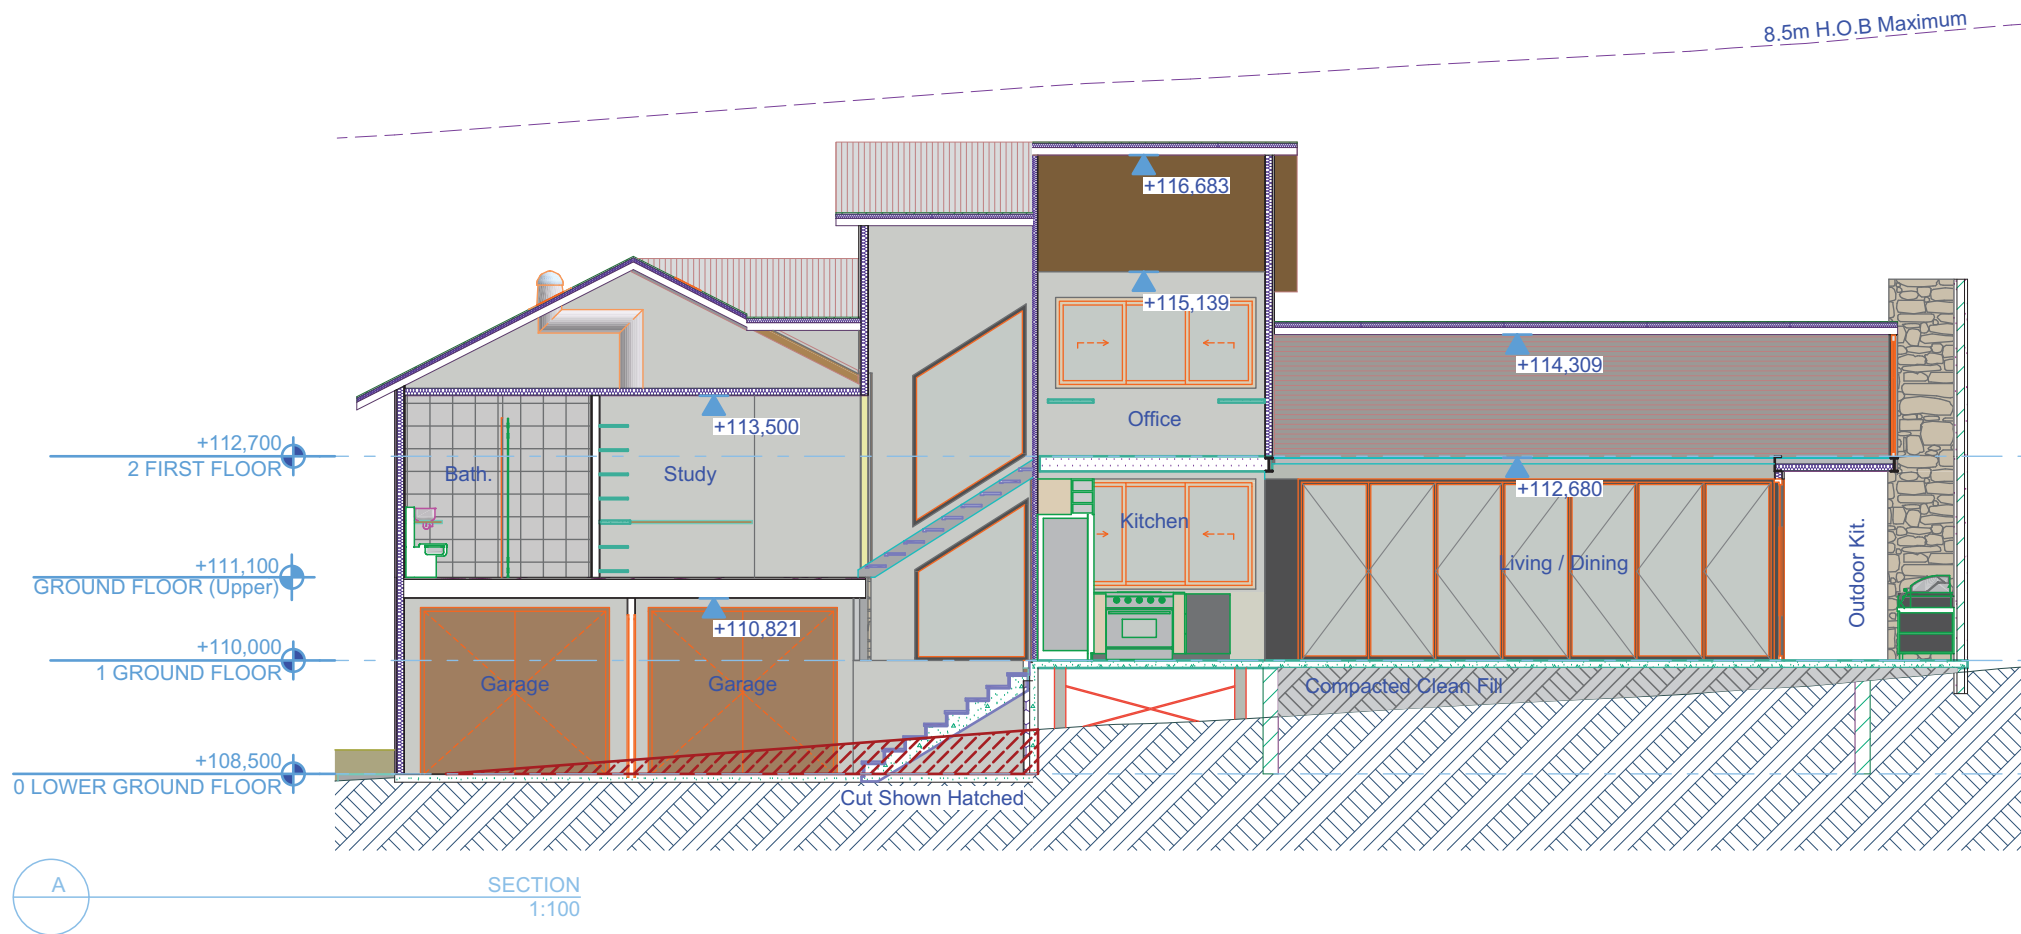 8.5m H.O.B Maximum
+116,683
+115,139
+114,309
Office
+113,500
+112,700
2 FIRST FLOOR
Bath.
Study
+112,680
Kitchen
Living / Dining
Outdoor Kit.
+111,100
GROUND FLOOR (Upper)
+110,821
+110,000
1 GROUND FLOOR
Garage
Garage
Compacted Clean Fill
+108,500
0 LOWER GROUND FLOOR
Cut Shown Hatched
A
SECTION
1:100